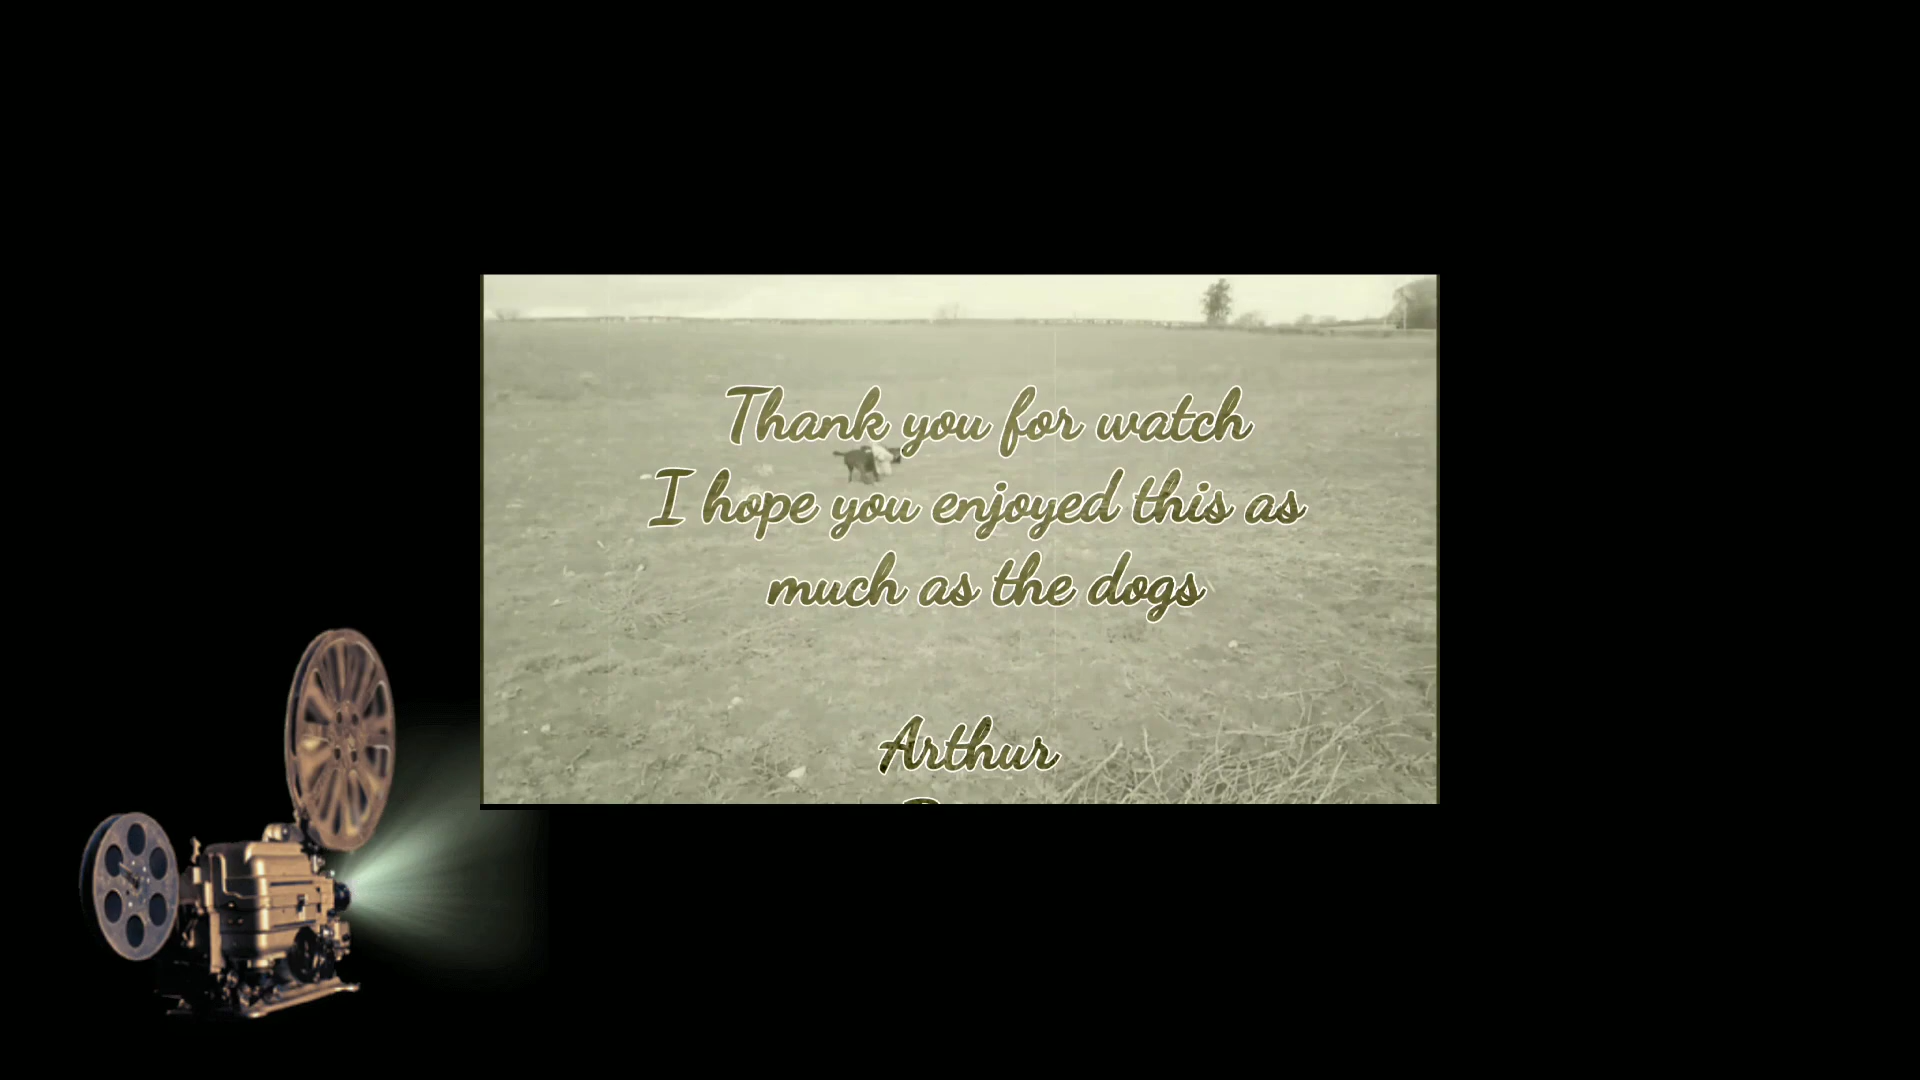 Thank you for watch
I hope you enjoyed this as
much as the dogs
Arthur